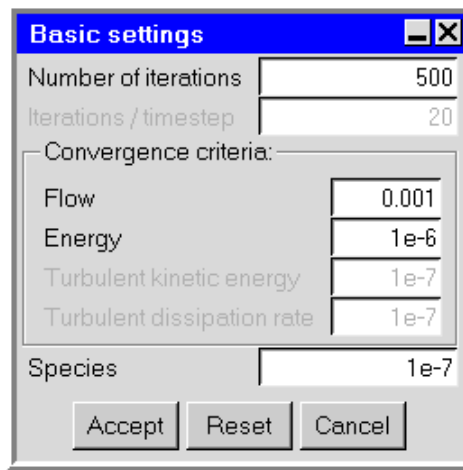 Basic settings
Number of iterations 500
Iterations / timestep 20
Convergence criteria:
Flow 0.001
Energy 1e-6
Turbulent kinetic energy 1e-7
Turbulent dissipation rate 1e-7
Species 1e-7
Accept Reset Cancel